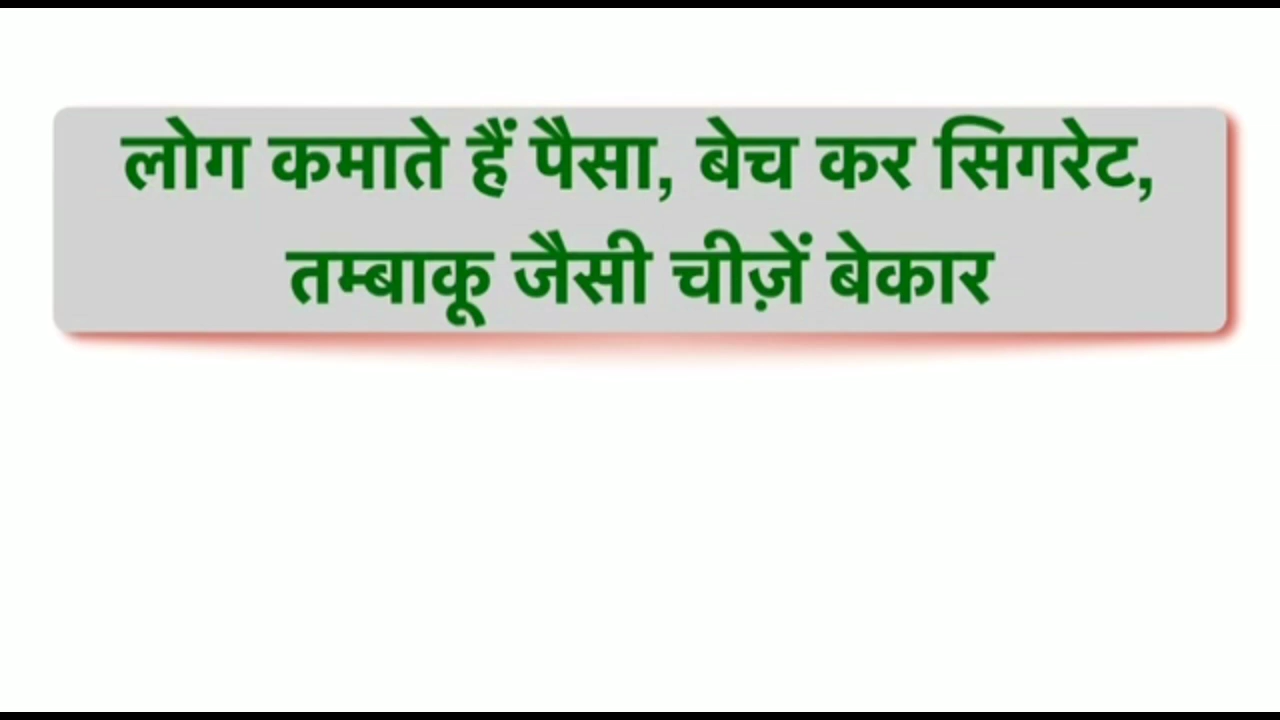 लोग कमाते हैं पैसा, बेच कर सिगरेट,
तम्बाकू जैसी चीज़ें बेकार